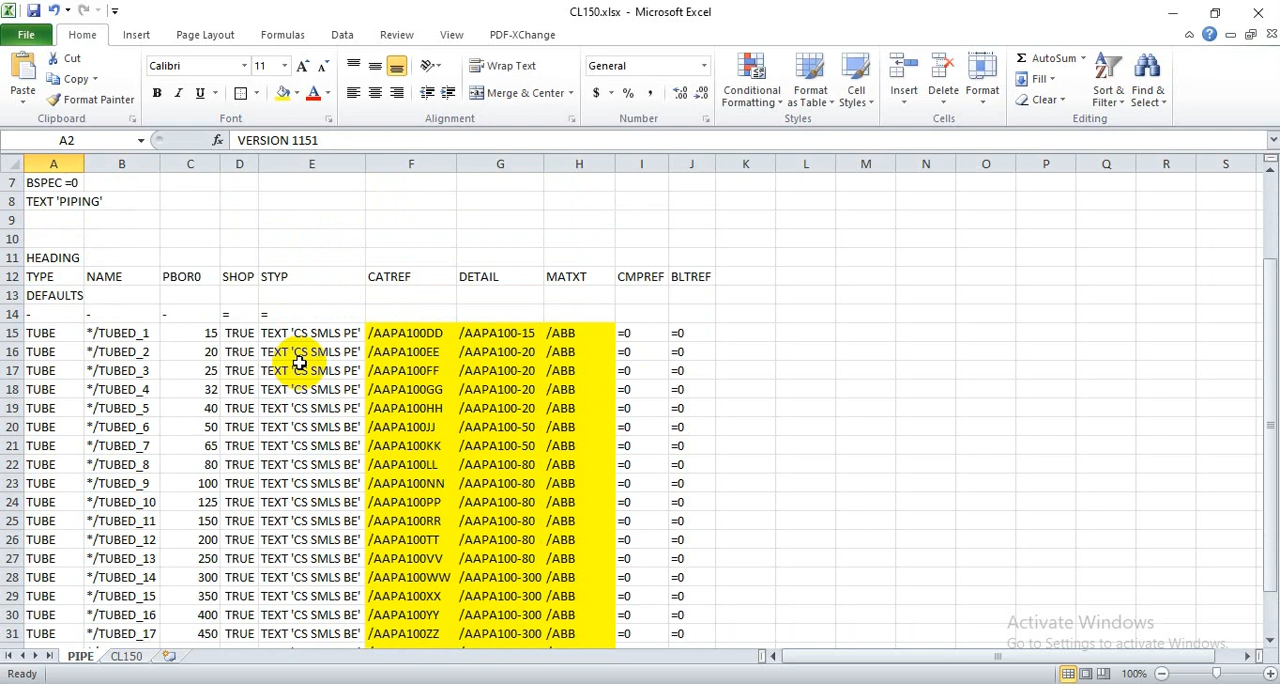 CL150.xlsx - Microsoft Excel
File Home Insert Page Layout Formulas Data Review View PDF-XChange
Paste Cut Copy Format Painter Clipboard
Calibri 11 A A B I U A Font
Wrap Text Merge & Center Alignment
General $ % , .00 .0 Number
Conditional Formatting Format as Table Cell Styles Styles
Insert Delete Format Cells
Σ AutoSum Fill Clear Sort & Filter Find & Select Editing
A2 fx VERSION 1151
A B C D E F G H I J K L M N O P Q R S
7 BSPEC =0
8 TEXT 'PIPING'
9
10
11 HEADING
12 TYPE NAME PBOR0 SHOP STYP CATREF DETAIL MATXT CMPREF BLTREF
13 DEFAULTS
14 - - - = =
15 TUBE */TUBED_1 15 TRUE TEXT 'CS SMLS PE' /AAPA100DD /AAPA100-15 /ABB =0 =0
16 TUBE */TUBED_2 20 TRUE TEXT 'CS SMLS PE' /AAPA100EE /AAPA100-20 /ABB =0 =0
17 TUBE */TUBED_3 25 TRUE TEXT 'CS SMLS PE' /AAPA100FF /AAPA100-20 /ABB =0 =0
18 TUBE */TUBED_4 32 TRUE TEXT 'CS SMLS PE' /AAPA100GG /AAPA100-20 /ABB =0 =0
19 TUBE */TUBED_5 40 TRUE TEXT 'CS SMLS PE' /AAPA100HH /AAPA100-20 /ABB =0 =0
20 TUBE */TUBED_6 50 TRUE TEXT 'CS SMLS BE' /AAPA100JJ /AAPA100-50 /ABB =0 =0
21 TUBE */TUBED_7 65 TRUE TEXT 'CS SMLS BE' /AAPA100KK /AAPA100-50 /ABB =0 =0
22 TUBE */TUBED_8 80 TRUE TEXT 'CS SMLS BE' /AAPA100LL /AAPA100-80 /ABB =0 =0
23 TUBE */TUBED_9 100 TRUE TEXT 'CS SMLS BE' /AAPA100NN /AAPA100-80 /ABB =0 =0
24 TUBE */TUBED_10 125 TRUE TEXT 'CS SMLS BE' /AAPA100PP /AAPA100-80 /ABB =0 =0
25 TUBE */TUBED_11 150 TRUE TEXT 'CS SMLS BE' /AAPA100RR /AAPA100-80 /ABB =0 =0
26 TUBE */TUBED_12 200 TRUE TEXT 'CS SMLS BE' /AAPA100TT /AAPA100-80 /ABB =0 =0
27 TUBE */TUBED_13 250 TRUE TEXT 'CS SMLS BE' /AAPA100VV /AAPA100-80 /ABB =0 =0
28 TUBE */TUBED_14 300 TRUE TEXT 'CS SMLS BE' /AAPA100WW /AAPA100-300 /ABB =0 =0
29 TUBE */TUBED_15 350 TRUE TEXT 'CS SMLS BE' /AAPA100XX /AAPA100-300 /ABB =0 =0
30 TUBE */TUBED_16 400 TRUE TEXT 'CS SMLS BE' /AAPA100YY /AAPA100-300 /ABB =0 =0
31 TUBE */TUBED_17 450 TRUE TEXT 'CS SMLS BE' /AAPA100ZZ /AAPA100-300 /ABB =0 =0
Activate Windows
Go to Settings to activate Windows.
PIPE CL150
Ready 100%